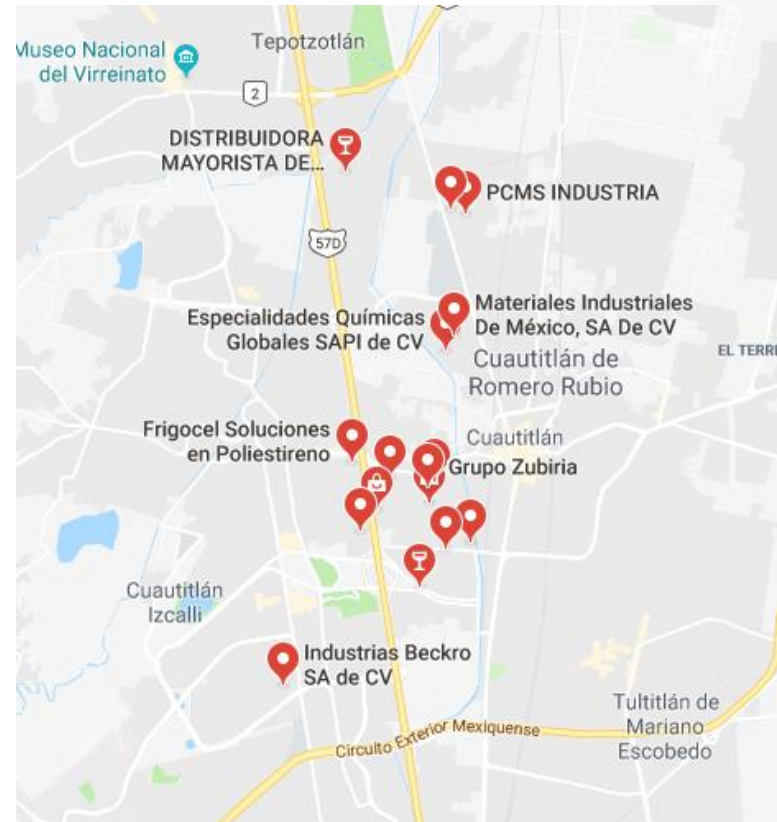 Tepotzotlán
Museo Nacional
del Virreinato
2
DISTRIBUIDORA
MAYORISTA DE...
PCMS INDUSTRIA
57D
Materiales Industriales
De México, SA De CV
Especialidades Químicas
Globales SAPI de CV
Cuautitlán de
Romero Rubio
EL TERRE
Frigocel Soluciones
en Poliestireno
Cuautitlán
Grupo Zubiria
Cuautitlán
Izcalli
Industrias Beckro
SA de CV
Tultitlán de
Mariano
Escobedo
Circuito Exterior Mexiquense